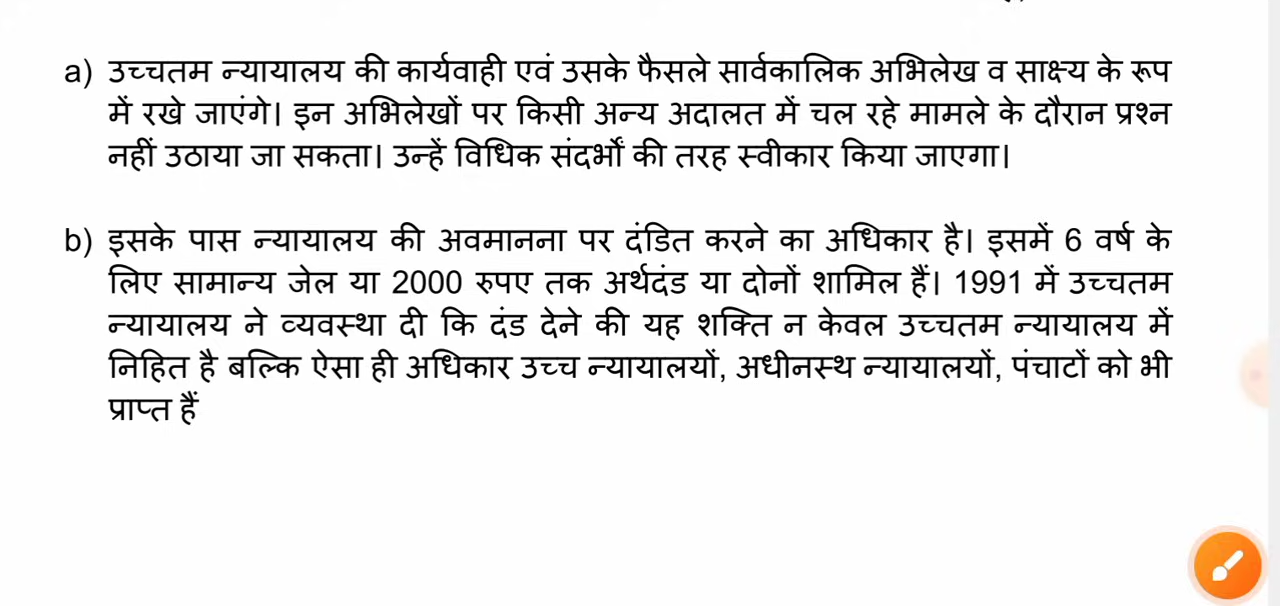 a) उच्चतम न्यायालय की कार्यवाही एवं उसके फैसले सार्वकालिक अभिलेख व साक्ष्य के रूप
में रखे जाएंगे। इन अभिलेखों पर किसी अन्य अदालत में चल रहे मामले के दौरान प्रश्न
नहीं उठाया जा सकता। उन्हें विधिक संदर्भों की तरह स्वीकार किया जाएगा।
b) इसके पास न्यायालय की अवमानना पर दंडित करने का अधिकार है। इसमें 6 वर्ष के
लिए सामान्य जेल या 2000 रुपए तक अर्थदंड या दोनों शामिल हैं। 1991 में उच्चतम
न्यायालय ने व्यवस्था दी कि दंड देने की यह शक्ति न केवल उच्चतम न्यायालय में
निहित है बल्कि ऐसा ही अधिकार उच्च न्यायालयों, अधीनस्थ न्यायालयों, पंचाटों को भी
प्राप्त हैं